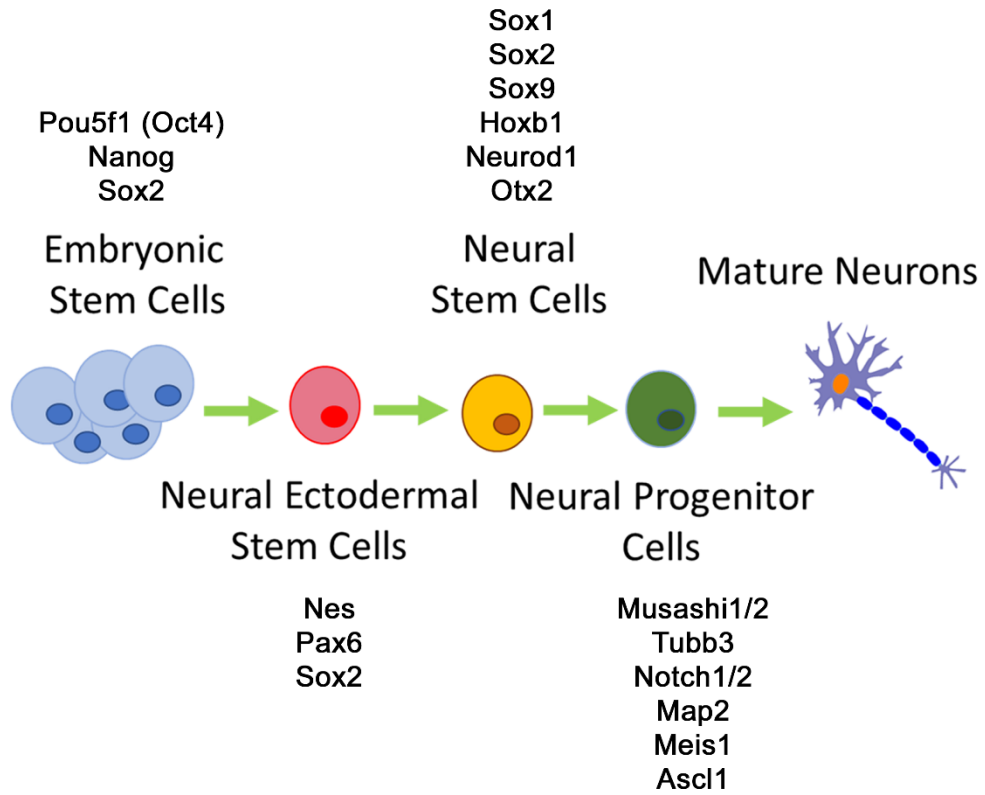 Sox1
Sox2
Sox9
Hoxb1
Neurod1
Otx2
Pou5f1 (Oct4)
Nanog
Sox2
Embryonic
Stem Cells
Neural
Stem Cells
Mature Neurons
Neural Ectodermal
Stem Cells
Neural Progenitor
Cells
Nes
Pax6
Sox2
Musashi1/2
Tubb3
Notch1/2
Map2
Meis1
Ascl1